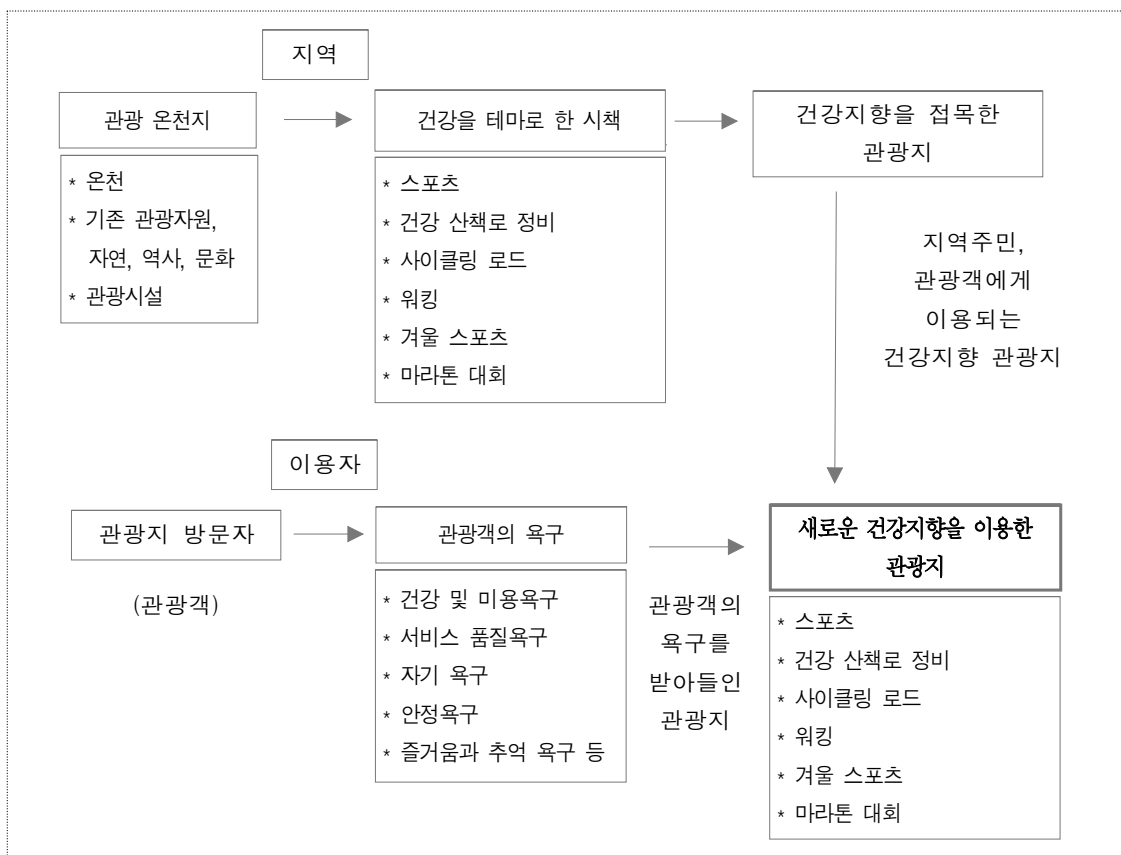 지역
관광 온천지
* 온천
* 기존 관광자원,
자연, 역사, 문화
* 관광시설
건강을 테마로 한 시책
* 스포츠
* 건강 산책로 정비
* 사이클링 로드
* 워킹
* 겨울 스포츠
* 마라톤 대회
건강지향을 접목한
관광지
지역주민,
관광객에게
이용되는
건강지향 관광지
이용자
관광지 방문자
(관광객)
관광객의 욕구
* 건강 및 미용욕구
* 서비스 품질욕구
* 자기 욕구
* 안정욕구
* 즐거움과 추억 욕구 등
관광객의
욕구를
받아들인
관광지
새로운 건강지향을 이용한
관광지
* 스포츠
* 건강 산책로 정비
* 사이클링 로드
* 워킹
* 겨울 스포츠
* 마라톤 대회